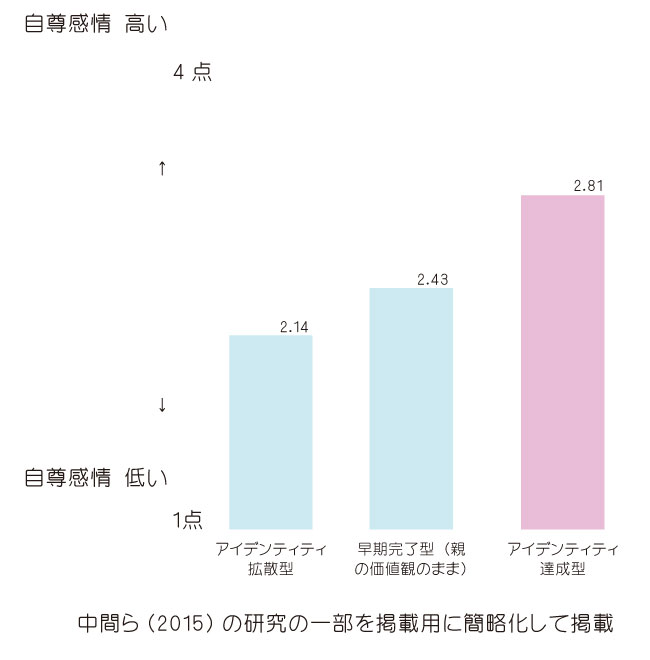 自尊感情 高い
4点
↑
2.81
2.43
2.14
↓
自尊感情 低い
1点
アイデンティティ
拡散型
早期完了型（親
の価値観のまま）
アイデンティティ
達成型
中間ら（2015）の研究の一部を掲載用に簡略化して掲載